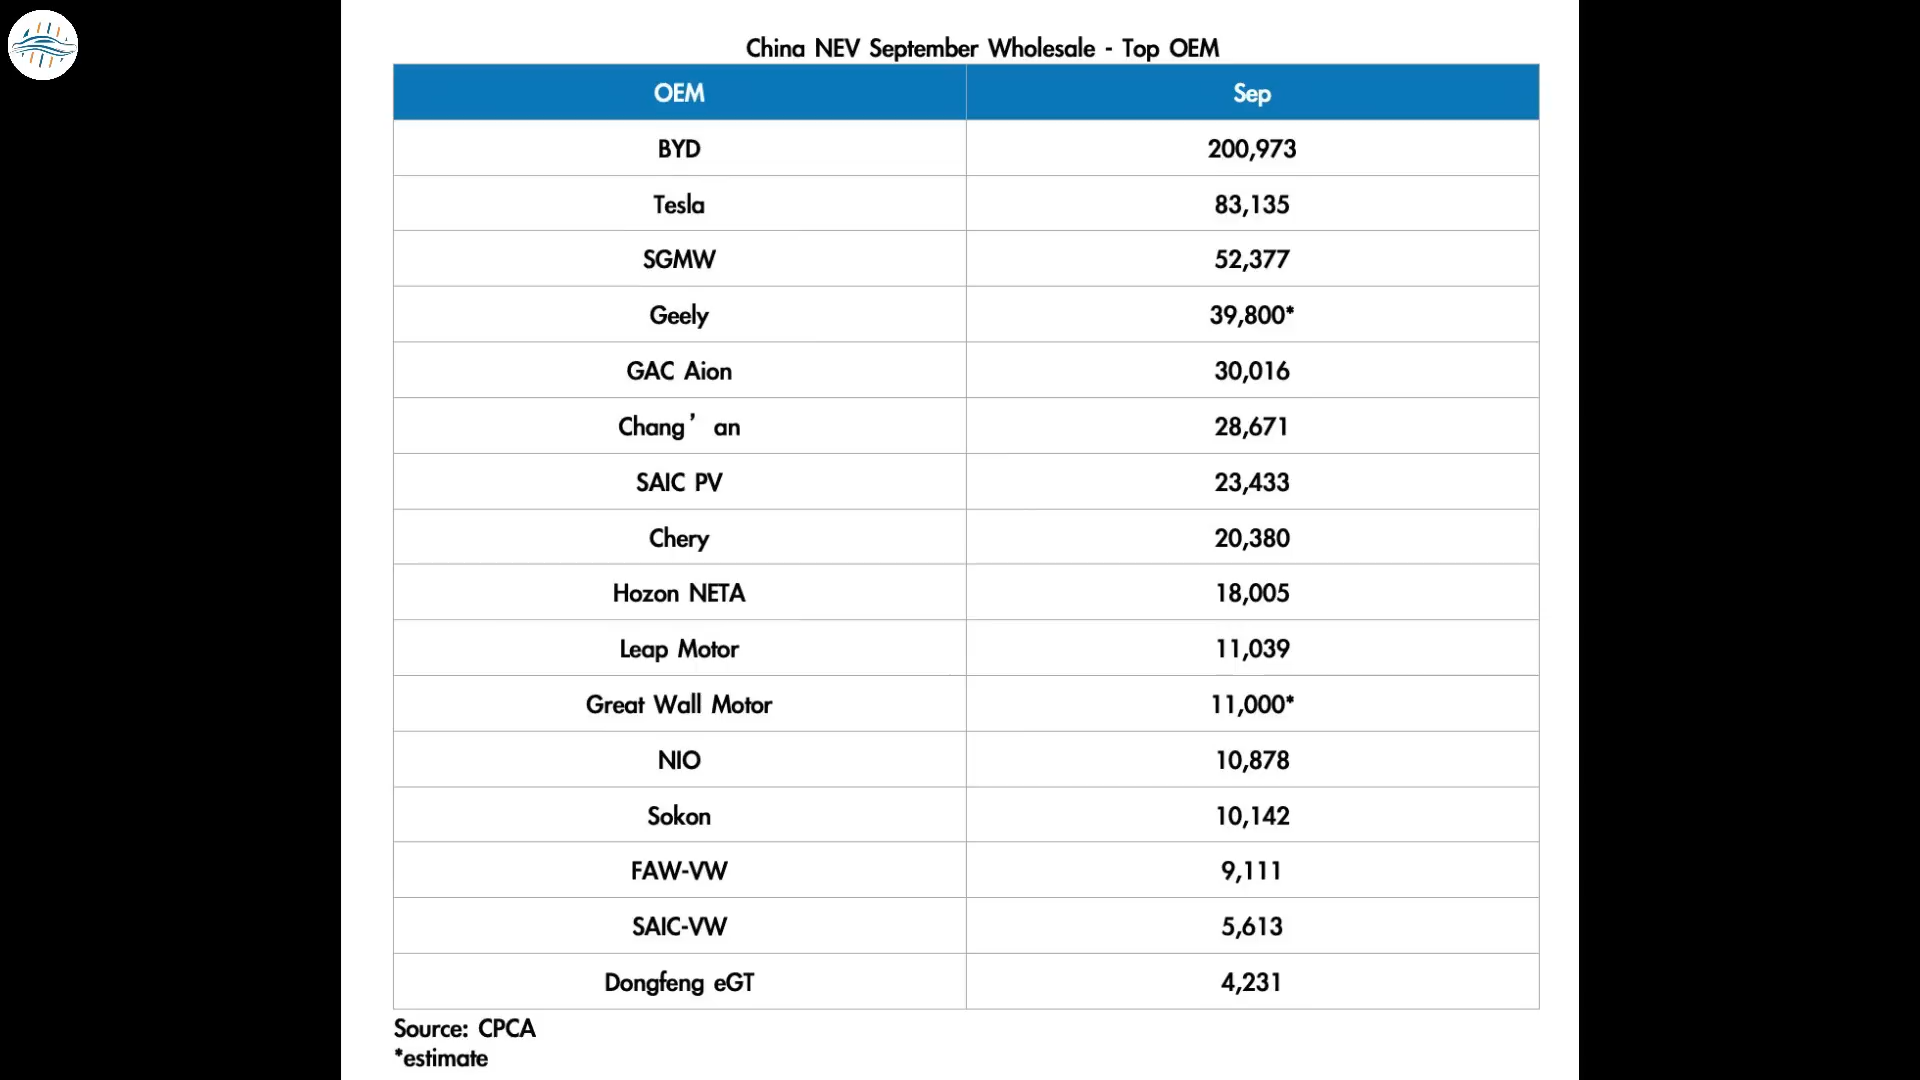 China NEV September Wholesale - Top OEM
OEM Sep
BYD 200,973
Tesla 83,135
SGMW 52,377
Geely 39,800*
GAC Aion 30,016
Chang’an 28,671
SAIC PV 23,433
Chery 20,380
Hozon NETA 18,005
Leap Motor 11,039
Great Wall Motor 11,000*
NIO 10,878
Sokon 10,142
FAW-VW 9,111
SAIC-VW 5,613
Dongfeng eGT 4,231
Source: CPCA
*estimate